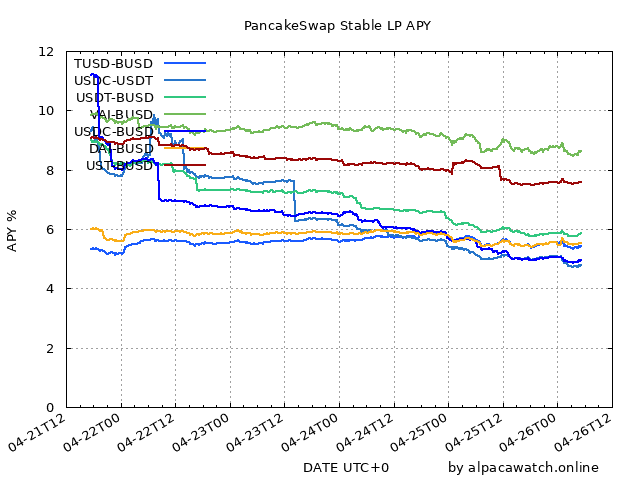 PancakeSwap Stable LP APY
TUSD-BUSD
USDC-USDT
USDT-BUSD
VAI-BUSD
USDC-BUSD
DAI-BUSD
UST-BUSD
APY %
12
10
8
6
4
2
0
04-21T12
04-22T00
04-22T12
04-23T00
04-23T12
04-24T00
04-24T12
04-25T00
04-25T12
04-26T00
04-26T12
DATE UTC+0
by alpacawatch.online